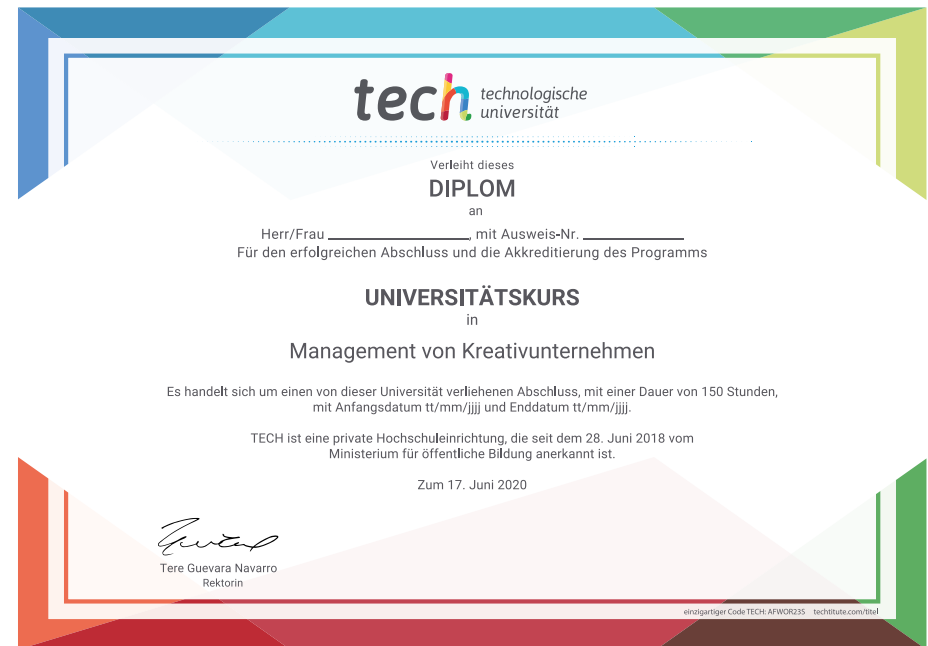 tech technologische
universität
Verleiht dieses
DIPLOM
an
Herr/Frau ____________, mit Ausweis-Nr. ____________
Für den erfolgreichen Abschluss und die Akkreditierung des Programms
UNIVERSITÄTSKURS
in
Management von Kreativunternehmen
Es handelt sich um einen von dieser Universität verliehenen Abschluss, mit einer Dauer von 150 Stunden,
mit Anfangsdatum tt/mm/jjjj und Enddatum tt/mm/jjjj.
TECH ist eine private Hochschuleinrichtung, die seit dem 28. Juni 2018 vom
Ministerium für öffentliche Bildung anerkannt ist.
Zum 17. Juni 2020
Tere Guevara Navarro
Rektorin
einzigartiger Code TECH: AFWOR23S techtitute.com/titel